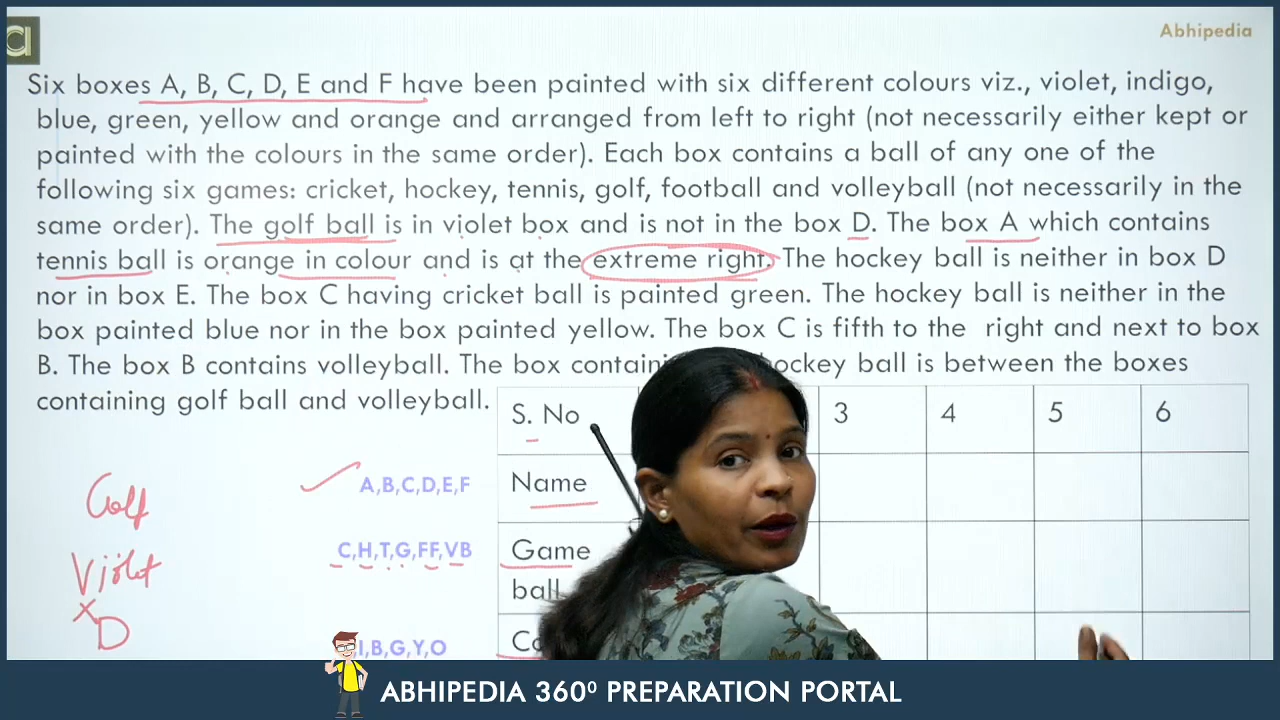 a
Abhipedia
Six boxes A, B, C, D, E and F have been painted with six different colours viz., violet, indigo,
blue, green, yellow and orange and arranged from left to right (not necessarily either kept or
painted with the colours in the same order). Each box contains a ball of any one of the
following six games: cricket, hockey, tennis, golf, football and volleyball (not necessarily in the
same order). The golf ball is in violet box and is not in the box D. The box A which contains
tennis ball is orange in colour and is at the extreme right. The hockey ball is neither in box D
nor in box E. The box C having cricket ball is painted green. The hockey ball is neither in the
box painted blue nor in the box painted yellow. The box C is fifth to the right and next to box
B. The box B contains volleyball. The box hockey ball is between the boxes
containing golf ball and volleyball.
S. No 3 4 5 6
A,B,C,D,E,F Name
Golf
C,H,T,G,FF,VB Game
ball
Violet
X D
I,B,G,Y,O
ABHIPEDIA 360⁰ PREPARATION PORTAL